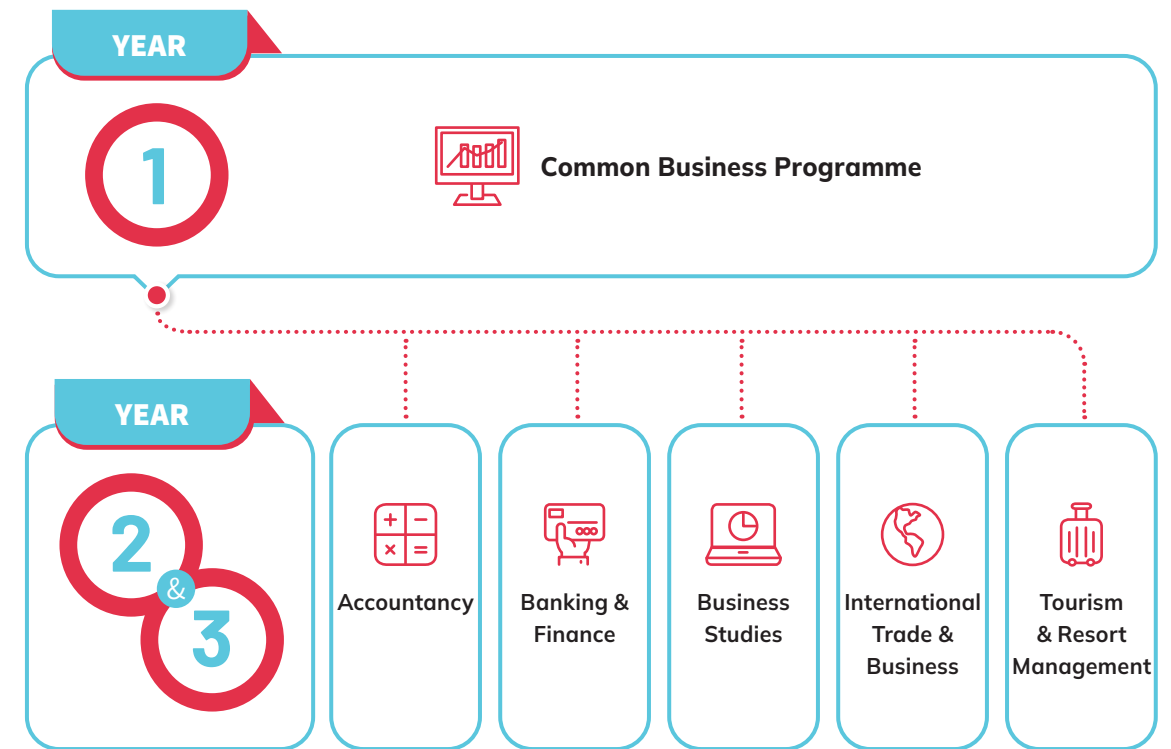 YEAR
1
Common Business Programme
YEAR
2
&
3
Accountancy
Banking &
Finance
Business
Studies
International
Trade &
Business
Tourism
& Resort
Management